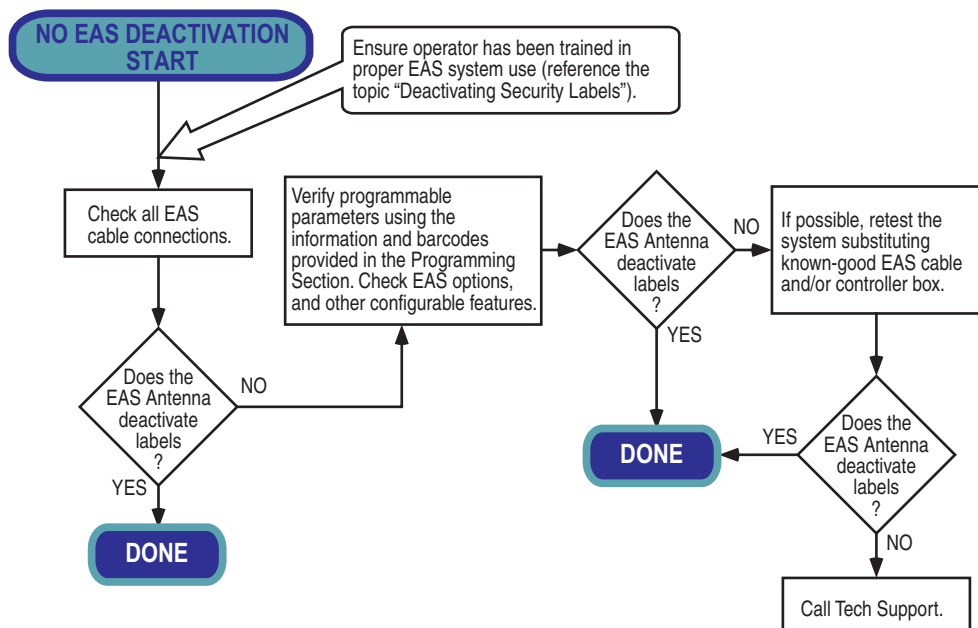 NO EAS DEACTIVATION
START
Ensure operator has been trained in
proper EAS system use (reference the
topic “Deactivating Security Labels”).
Check all EAS
cable connections.
Does the
EAS Antenna
deactivate
labels
?
NO
YES
DONE
Verify programmable
parameters using the
information and barcodes
provided in the Programming
Section. Check EAS options,
and other configurable features.
Does the
EAS Antenna
deactivate
labels
?
NO
YES
DONE
If possible, retest the
system substituting
known-good EAS cable
and/or controller box.
Does the
EAS Antenna
deactivate
labels
?
YES
NO
Call Tech Support.